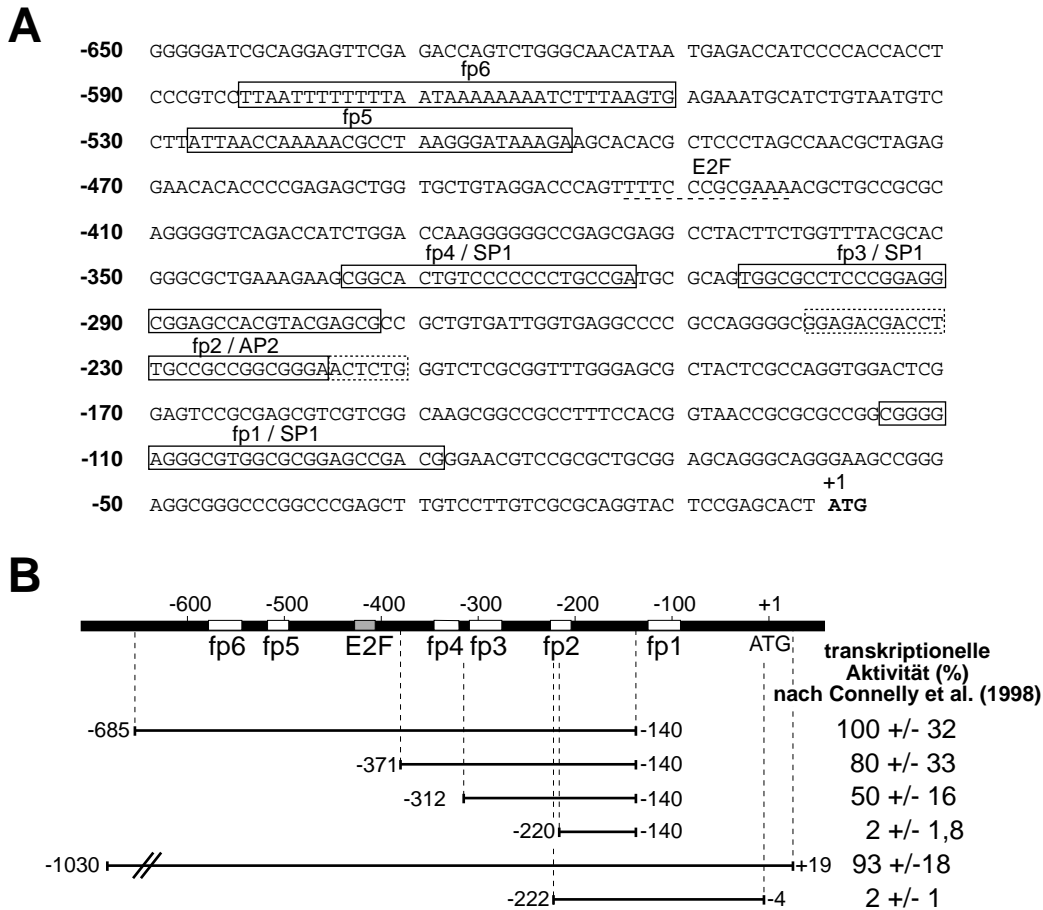 A
-650 GGGGGATCGCAGGAGTTCGA GACCAGTCTGGGCAACATAA TGAGACCATCCCCACCACCT
fp6
-590 CCCGTCCTTAATTTTTTTTTA ATAAAAAAAATCTTTAAGTG AGAAATGCATCTGTAATGTC
fp5
-530 CTTATTAACCAAAAACGCCT AAGGGATAAAGAAGCACACG CTCCCTAGCCAACGCTAGAG
E2F
-470 GAACACACCCCGAGAGCTGG TGCTGTAGGACCCAGTTTTC CCGCGAAAACGCTGCCGCGC
-410 AGGGGGTCAGACCATCTGGA CCAAGGGGGGCCGAGCGAGG CCTACTTCTGGTTTACGCAC
fp4 / SP1 fp3 / SP1
-350 GGGCGCTGAAAGAAGCGGCA CTGTCCCCCCCTGCCGATGC GCAGTGGCGCCTCCCGGAGG
-290 CGGAGCCACGTACGAGCGCC GCTGTGATTGGTGAGGCCCC GCCAGGGGCGGAGACGACCT
fp2 / AP2
-230 TGCCGCCGGCGGGAACTCTG GGTCTCGCGGTTTGGGAGCG CTACTCGCCAGGTGGACTCG
-170 GAGTCCGCGAGCGTCGTCGG CAAGCGGCCGCCTTTCCACG GTAACCGCGCGCCGGCGGGG
fp1 / SP1
-110 AGGGCGTGGCGCGGAGCCGA CGGGAACGTCCGCGCTGCGG AGCAGGGCAGGGAAGCCGGG
+1
-50 AGGCGGGCCCGGCCCGAGCT TGTCCTTGTCGCGCAGGTAC TCCGAGCACT ATG
B
-600 -500 -400 -300 -200 -100 +1
fp6 fp5 E2F fp4 fp3 fp2 fp1 ATG
transkriptionelle
Aktivität (%)
nach Connelly et al. (1998)
-685 -140 100 +/- 32
-371 -140 80 +/- 33
-312 -140 50 +/- 16
-220 -140 2 +/- 1,8
-1030 +19 93 +/-18
-222 -4 2 +/- 1